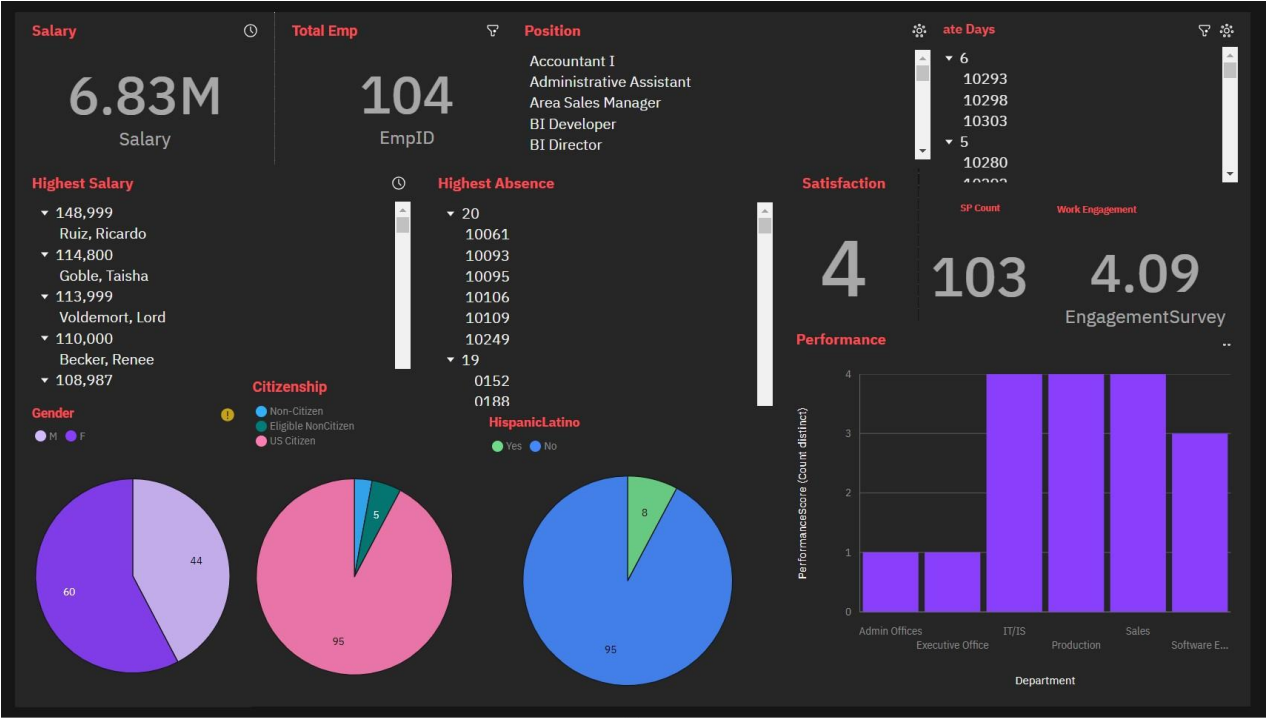 Salary
6.83M
Salary
Total Emp
104
EmpID
Position
Accountant I
Administrative Assistant
Area Sales Manager
BI Developer
BI Director
ate Days
6
10293
10298
10303
5
10280
Highest Salary
148,999
Ruiz, Ricardo
114,800
Goble, Taisha
113,999
Voldemort, Lord
110,000
Becker, Renee
108,987
Highest Absence
20
10061
10093
10095
10106
10109
10249
19
0152
0188
Satisfaction
4
SP Count
103
Work Engagement
4.09
EngagementSurvey
Gender
M F
44
60
Citizenship
Non-Citizen
Eligible NonCitizen
US Citizen
5
95
HispanicLatino
Yes No
8
95
Performance
PerformanceScore (Count distinct)
4
3
2
1
0
Admin Offices
Executive Office
IT/IS
Production
Sales
Software E...
Department